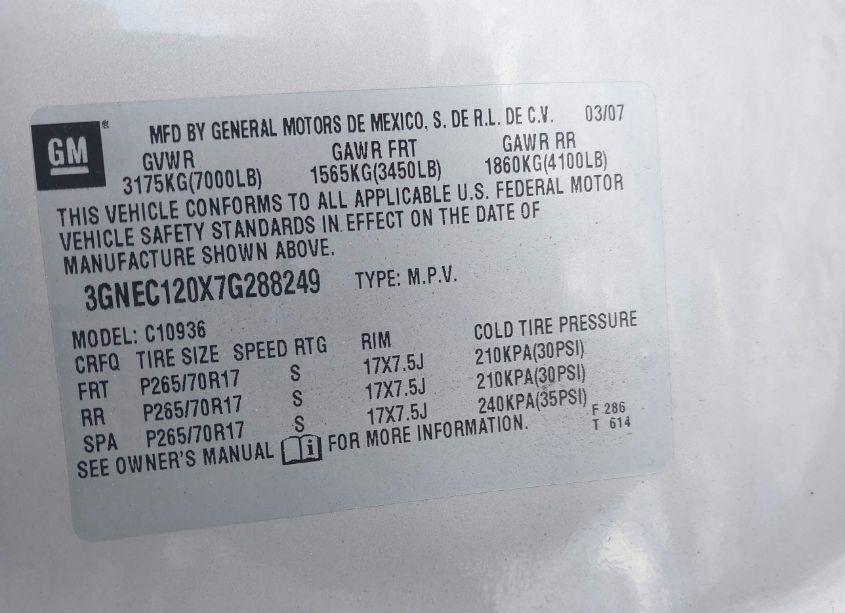 GM ®
MFD BY GENERAL MOTORS DE MEXICO, S. DE R.L. DE C.V. 03/07
GVWR GAWR FRT GAWR RR
3175KG(7000LB) 1565KG(3450LB) 1860KG(4100LB)
THIS VEHICLE CONFORMS TO ALL APPLICABLE U.S. FEDERAL MOTOR
VEHICLE SAFETY STANDARDS IN EFFECT ON THE DATE OF
MANUFACTURE SHOWN ABOVE.
3GNEC120X7G288249 TYPE: M.P.V.
MODEL: C10936
CRFQ TIRE SIZE SPEED RTG RIM COLD TIRE PRESSURE
FRT P265/70R17 S 17X7.5J 210KPA(30PSI)
RR P265/70R17 S 17X7.5J 210KPA(30PSI)
SPA P265/70R17 S 17X7.5J 240KPA(35PSI)
SEE OWNER'S MANUAL i FOR MORE INFORMATION.
F 286
T 614